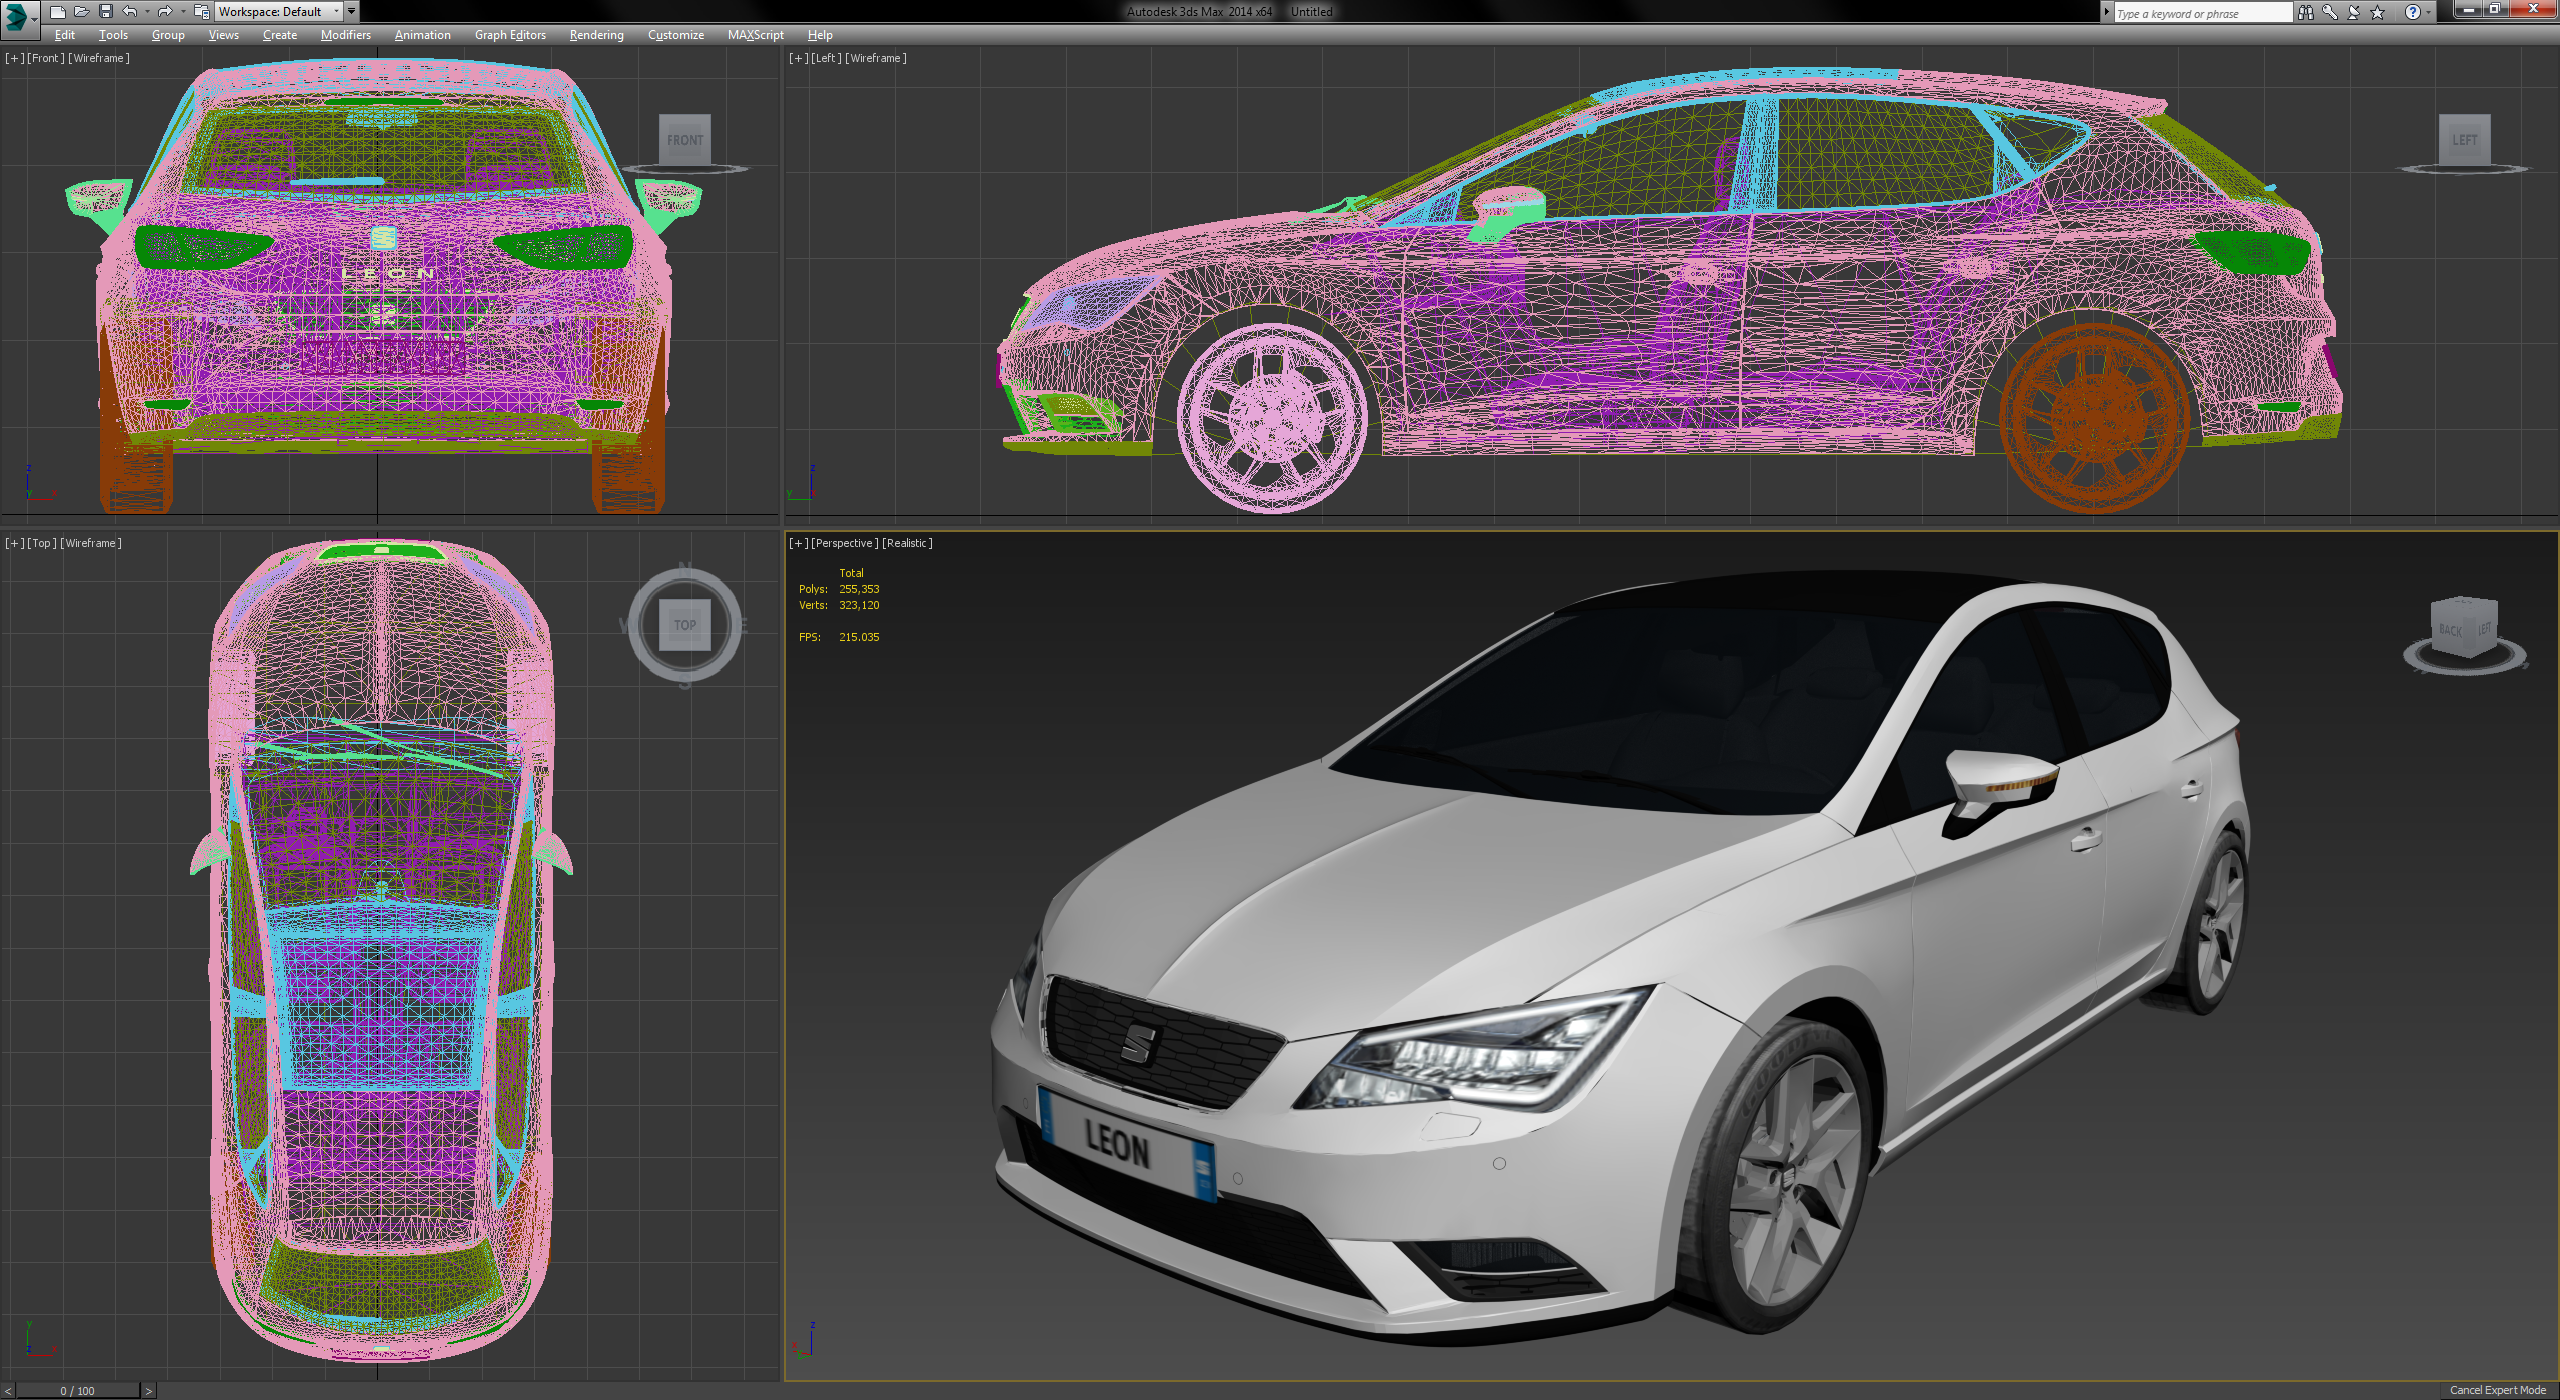 Workspace: Default
Autodesk 3ds Max 2014 x64 Untitled
Type a keyword or phrase
Edit Tools Group Views Create Modifiers Animation Graph Editors Rendering Customize MAXScript Help
[+] [Front] [Wireframe]
FRONT
LEON
z
y
x
[+] [Left] [Wireframe]
LEFT
z
y
x
[+] [Top] [Wireframe]
N
W
TOP
E
S
y
z
x
[+] [Perspective] [Realistic]
Total
Polys: 255,353
Verts: 323,120
FPS: 215.035
BACK
LEFT
LEON
z
< 0 / 100 >
Cancel Expert Mode